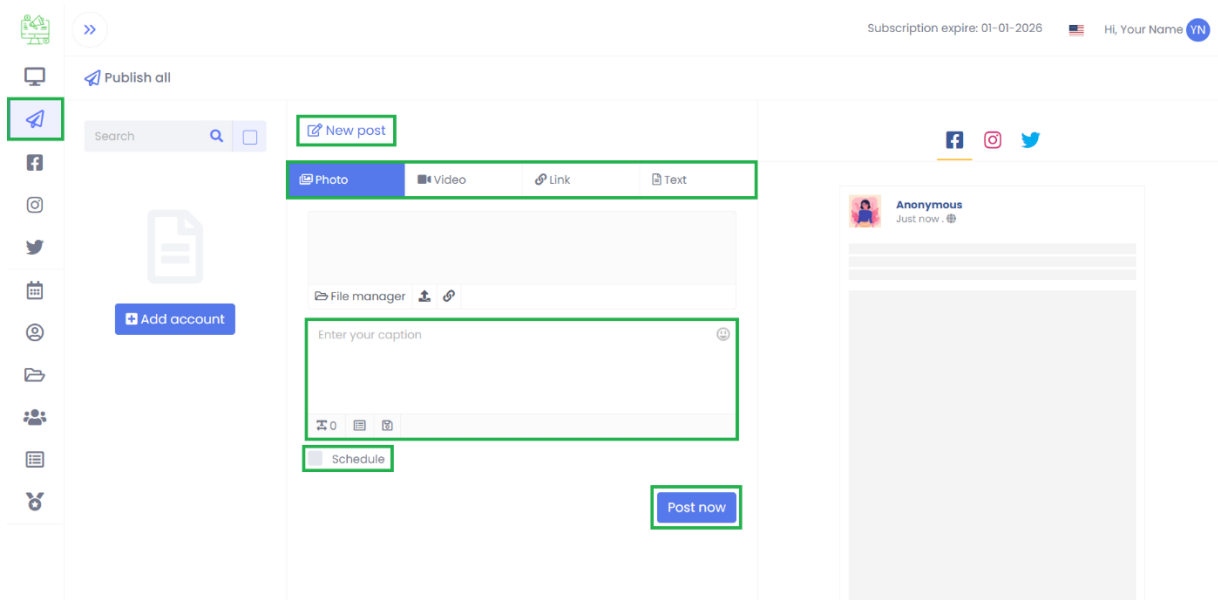 Subscription expire: 01-01-2026
Hi, Your Name YN
Publish all
Search
Add account
New post
Photo Video Link Text
File manager
Enter your caption
0
Schedule
Post now
Anonymous
Just now .